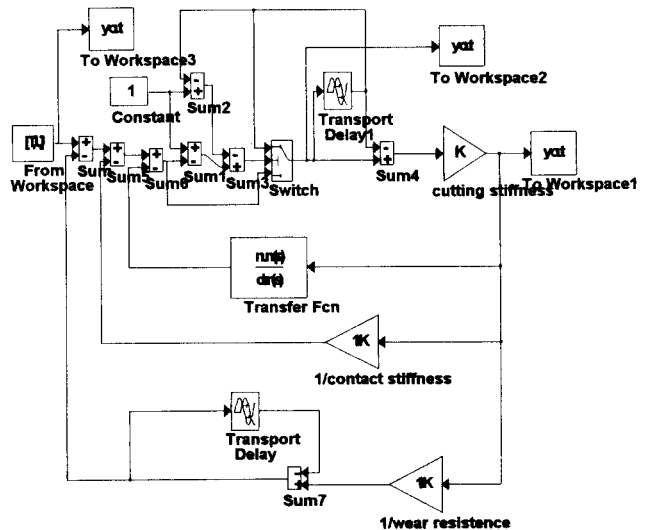 yout
To Workspace3
yout
To Workspace2
1
Constant
Sum2
Transport
Delay1
[T,U]
From
Workspace
Sum
Sum5
Sum6
Sum1
Sum3
Switch
Sum4
K
cutting stiffness
yout
To Workspace1
num(s)
den(s)
Transfer Fcn
1/K
1/contact stiffness
Transport
Delay
Sum7
1/K
1/wear resistence